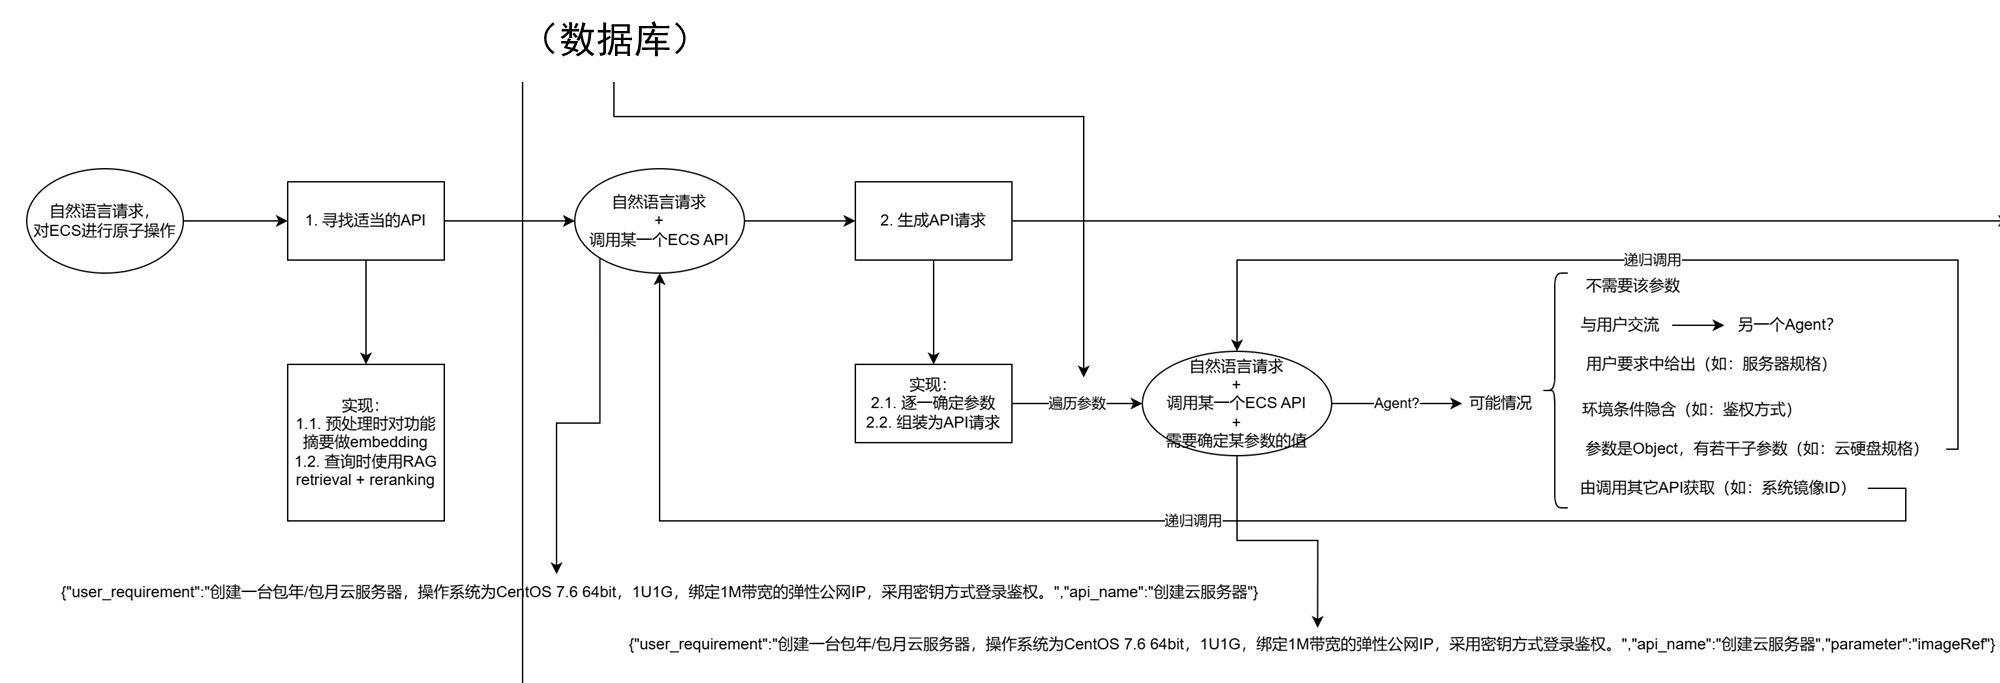 （数据库）
自然语言请求，
对ECS进行原子操作
1. 寻找适当的API
自然语言请求
+
调用某一个ECS API
2. 生成API请求
实现：
1.1. 预处理时对功能
摘要做embedding
1.2. 查询时使用RAG
retrieval + reranking
实现：
2.1. 逐一确定参数
2.2. 组装为API请求
遍历参数
自然语言请求
+
调用某一个ECS API
+
需要确定某参数的值
Agent?
可能情况
递归调用
不需要该参数
与用户交流
另一个Agent？
用户要求中给出（如：服务器规格）
环境条件隐含（如：鉴权方式）
参数是Object，有若干子参数（如：云硬盘规格）
由调用其它API获取（如：系统镜像ID）
递归调用
{"user_requirement":"创建一台包年/包月云服务器，操作系统为CentOS 7.6 64bit，1U1G，绑定1M带宽的弹性公网IP，采用密钥方式登录鉴权。","api_name":"创建云服务器"}
{"user_requirement":"创建一台包年/包月云服务器，操作系统为CentOS 7.6 64bit，1U1G，绑定1M带宽的弹性公网IP，采用密钥方式登录鉴权。","api_name":"创建云服务器","parameter":"imageRef"}